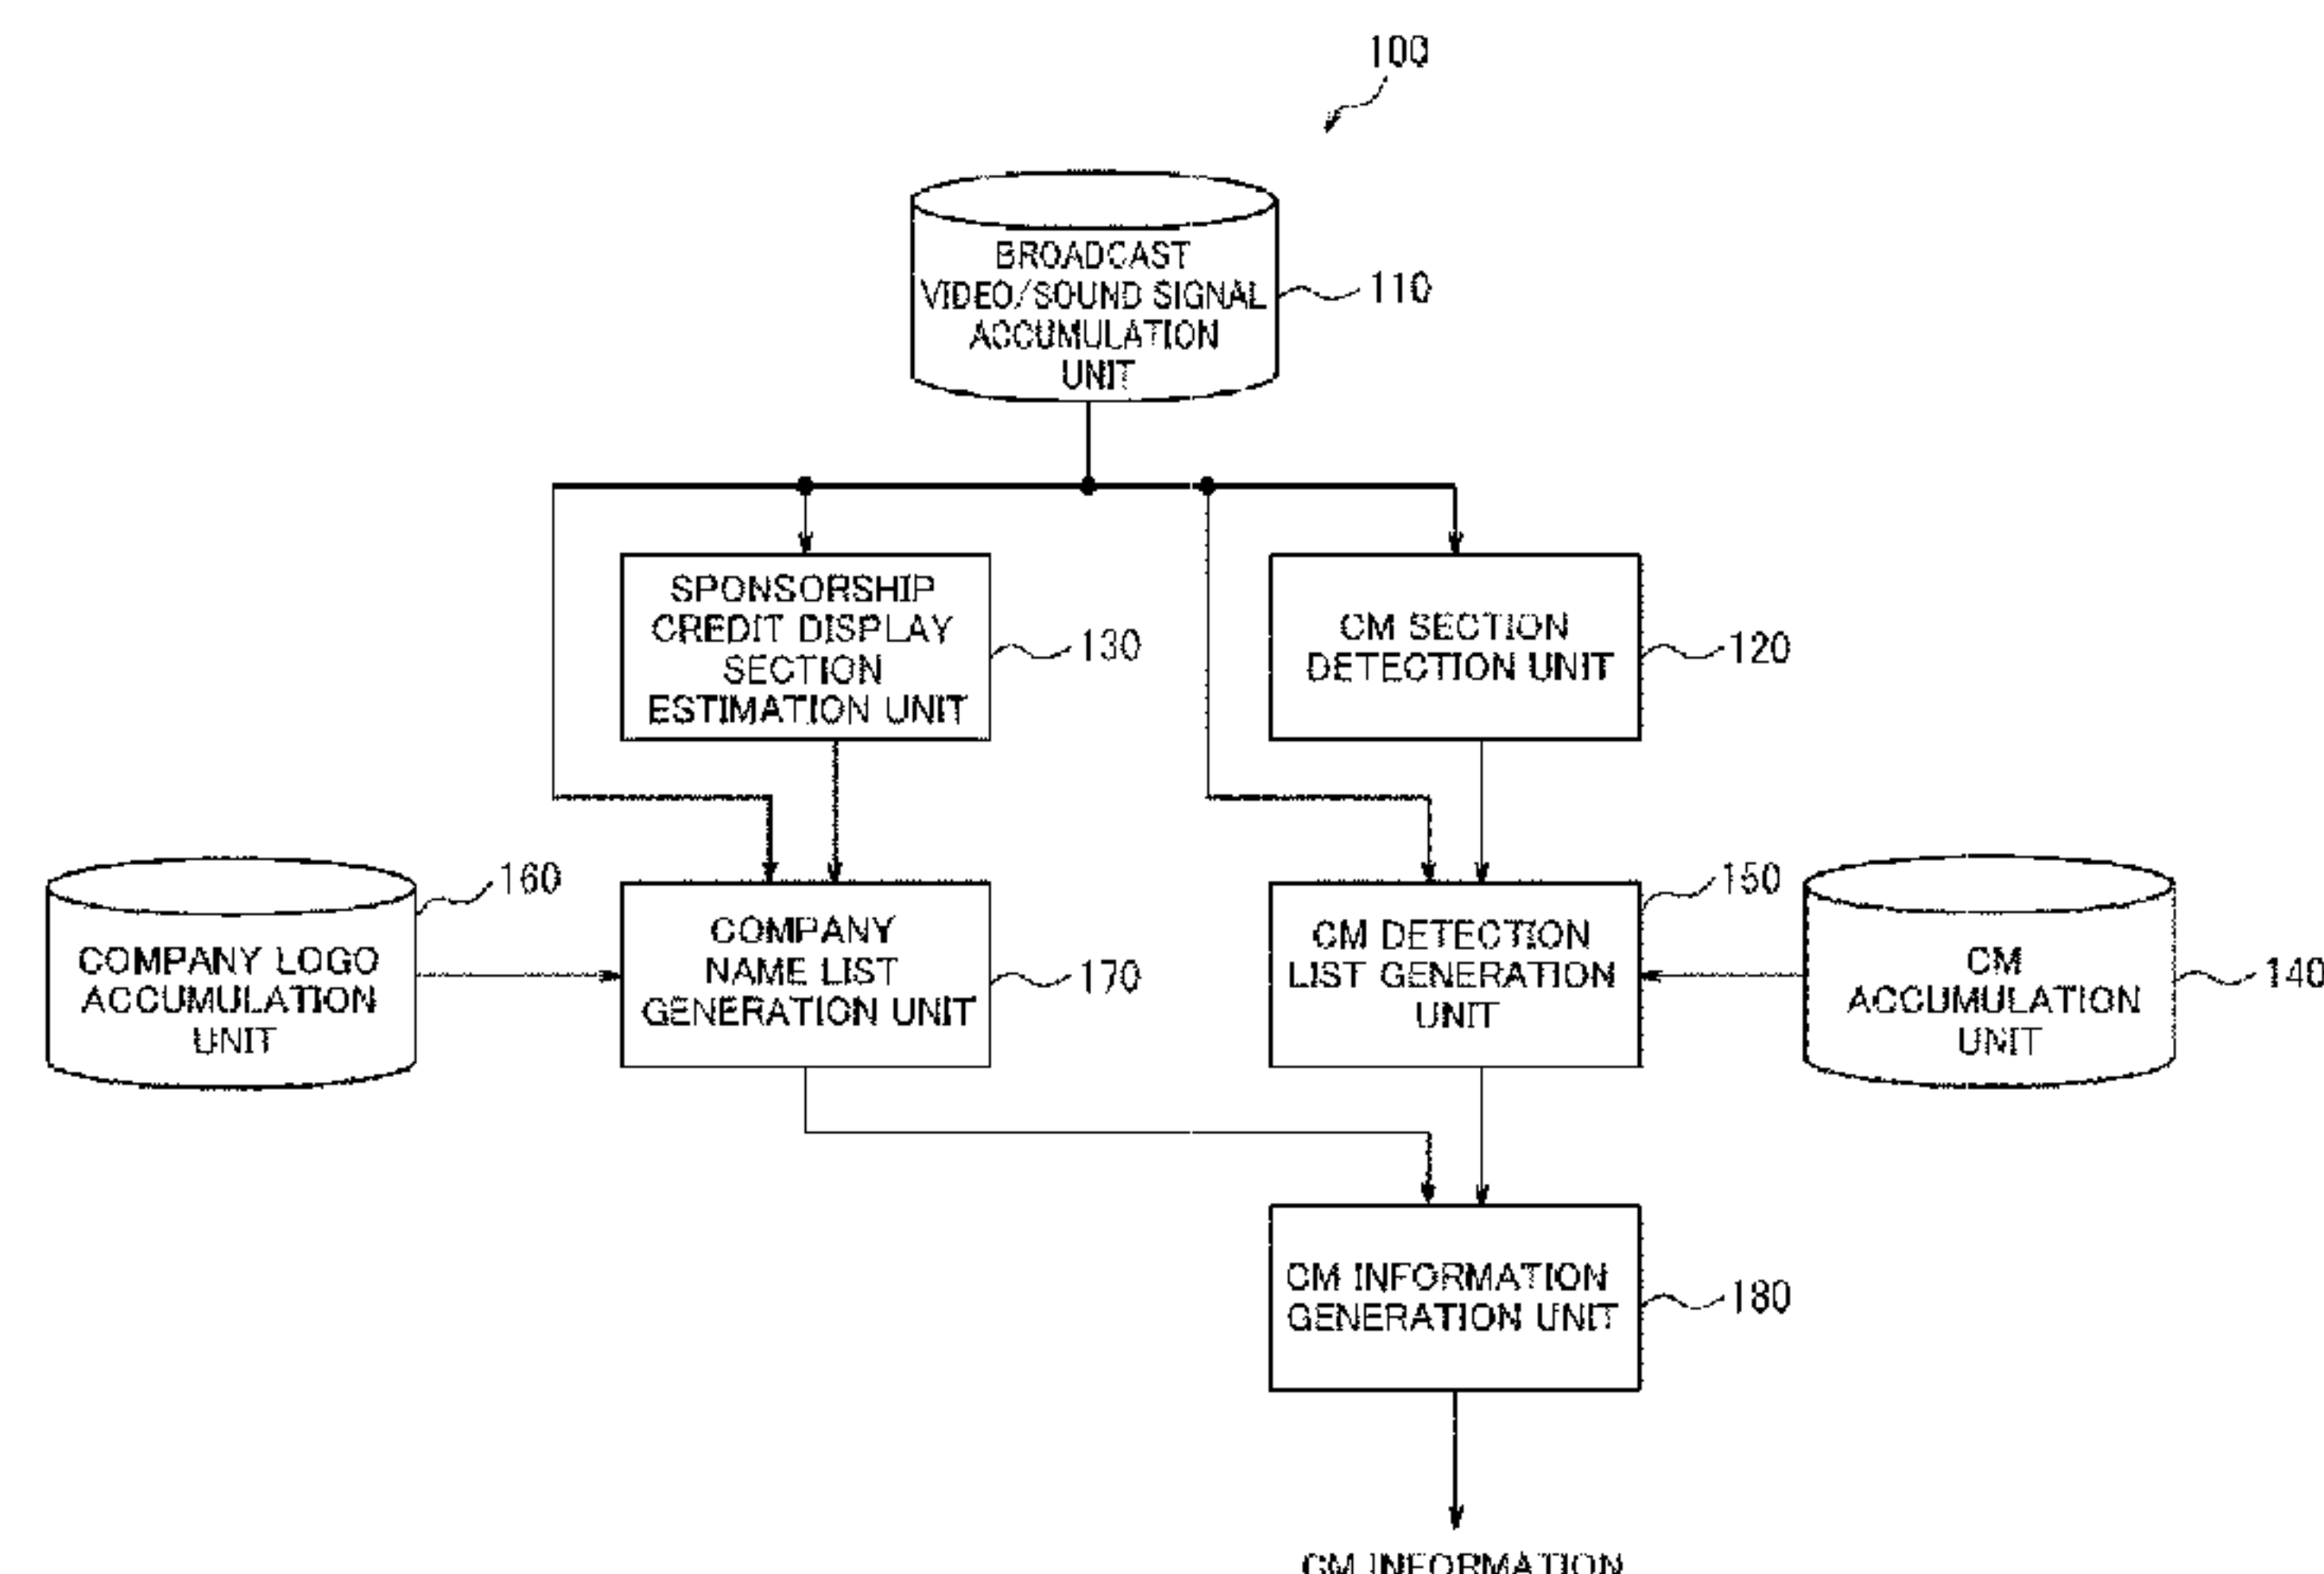 100
BROADCAST
VIDEO/SOUND SIGNAL
ACCUMULATION
UNIT
110
SPONSORSHIP
CREDIT DISPLAY
SECTION
ESTIMATION UNIT
130
CM SECTION
DETECTION UNIT
120
COMPANY LOGO
ACCUMULATION
UNIT
160
COMPANY
NAME LIST
GENERATION UNIT
170
CM DETECTION
LIST GENERATION
UNIT
150
CM
ACCUMULATION
UNIT
140
CM INFORMATION
GENERATION UNIT
180
CM INFORMATION